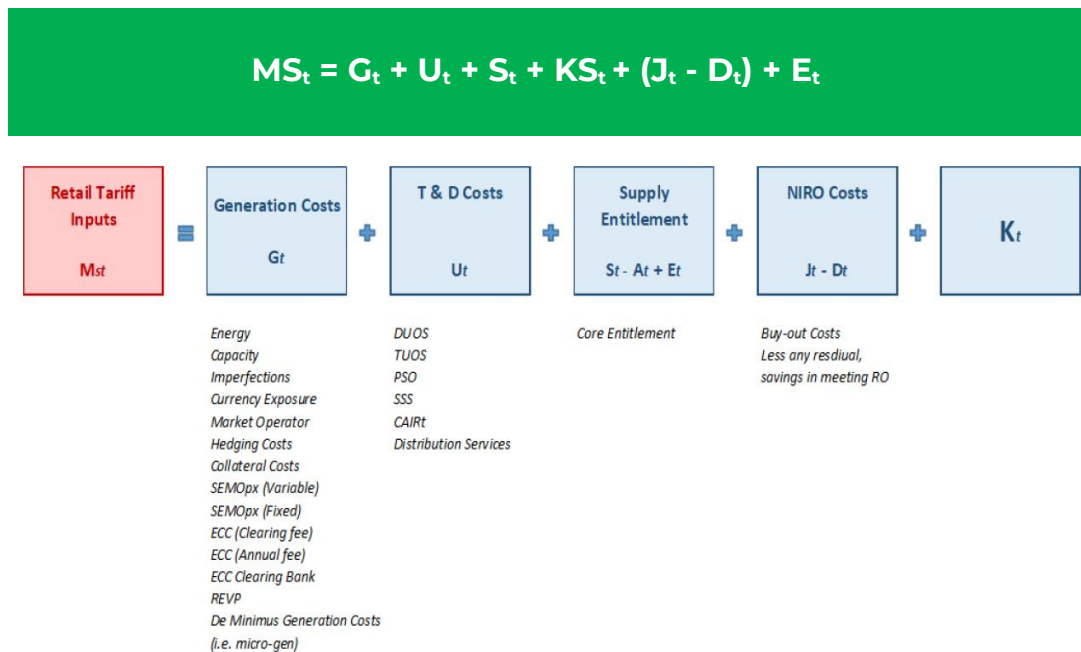 MSₜ = Gₜ + Uₜ + Sₜ + KSₜ + (Jₜ - Dₜ) + Eₜ
Retail Tariff
Inputs
Mst
=
Generation Costs
Gt
+
T & D Costs
Ut
+
Supply
Entitlement
St - At + Et
+
NIRO Costs
Jt - Dt
+
Kt
Energy
Capacity
Imperfections
Currency Exposure
Market Operator
Hedging Costs
Collateral Costs
SEMOpx (Variable)
SEMOpx (Fixed)
ECC (Clearing fee)
ECC (Annual fee)
ECC Clearing Bank
REVP
De Minimus Generation Costs
(i.e. micro-gen)
DUOS
TUOS
PSO
SSS
CAIRt
Distribution Services
Core Entitlement
Buy-out Costs
Less any resdiual,
savings in meeting RO